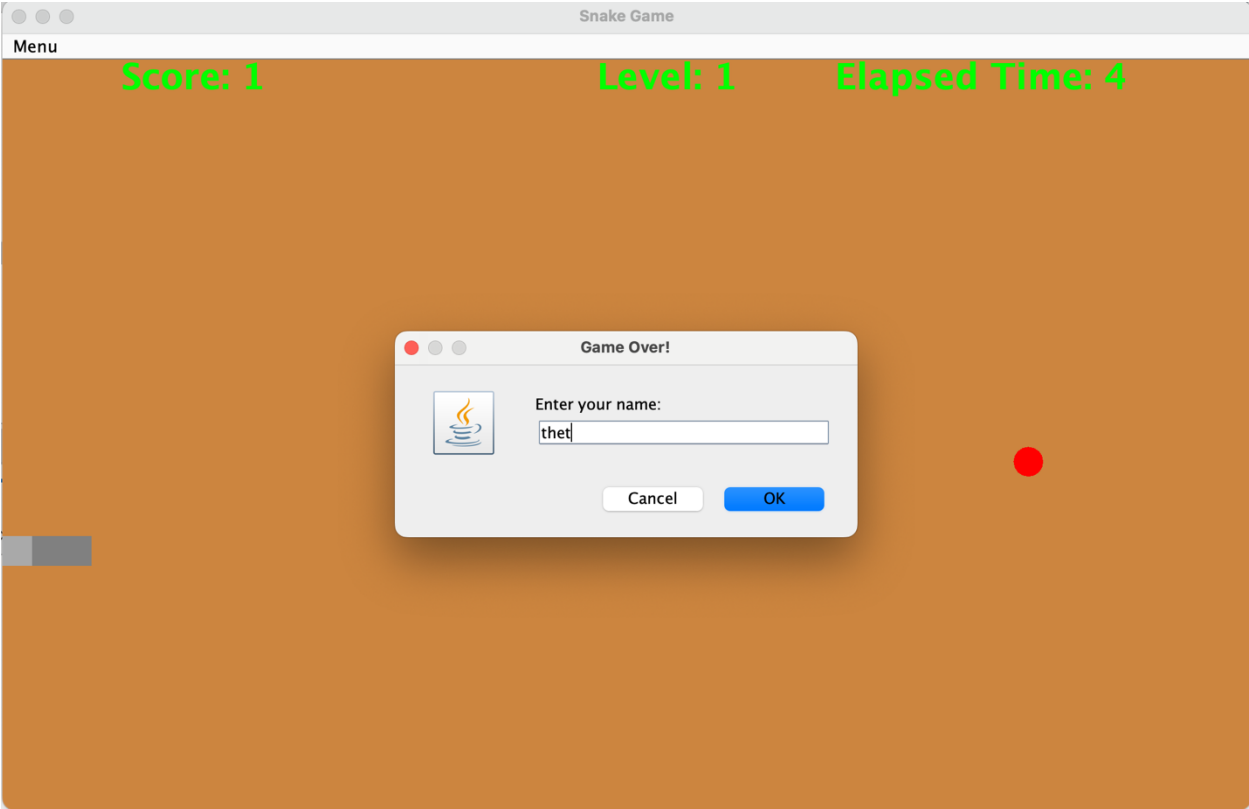 Snake Game
Menu
Score: 1 Level: 1 Elapsed Time: 4
Game Over!
Enter your name:
thet
Cancel OK